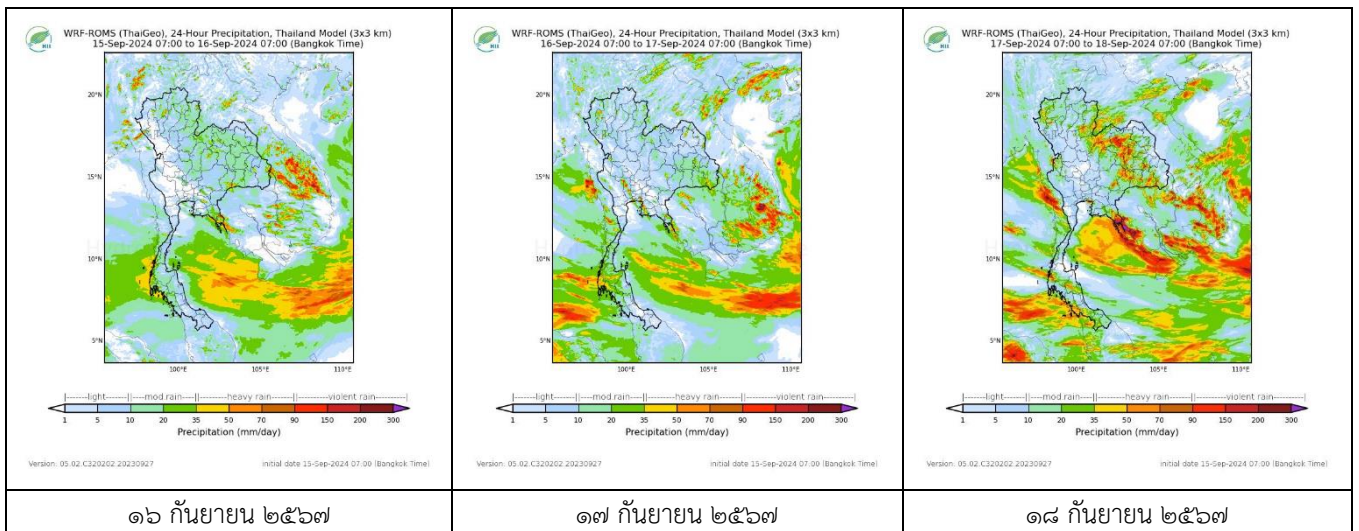 WRF-ROMS (ThaiGeo), 24-Hour Precipitation, Thailand Model (3x3 km)
15-Sep-2024 07:00 to 16-Sep-2024 07:00 (Bangkok Time)
20°N
15°N
10°N
5°N
100°E 105°E 110°E
|-------light-------||----mod rain----||-------heavy rain-------||-------violent rain-------|
1 5 10 20 35 50 70 90 150 200 300
Precipitation (mm/day)
Version: 05.02.C320202.20230927 initial date 15-Sep-2024 07:00 (Bangkok Time)
๑๖ กันยายน ๒๕๖๗
WRF-ROMS (ThaiGeo), 24-Hour Precipitation, Thailand Model (3x3 km)
16-Sep-2024 07:00 to 17-Sep-2024 07:00 (Bangkok Time)
20°N
15°N
10°N
5°N
100°E 105°E 110°E
|-------light-------||----mod rain----||-------heavy rain-------||-------violent rain-------|
1 5 10 20 35 50 70 90 150 200 300
Precipitation (mm/day)
Version: 05.02.C320202.20230927 initial date 15-Sep-2024 07:00 (Bangkok Time)
๑๗ กันยายน ๒๕๖๗
WRF-ROMS (ThaiGeo), 24-Hour Precipitation, Thailand Model (3x3 km)
17-Sep-2024 07:00 to 18-Sep-2024 07:00 (Bangkok Time)
20°N
15°N
10°N
5°N
100°E 105°E 110°E
|-------light-------||----mod rain----||-------heavy rain-------||-------violent rain-------|
1 5 10 20 35 50 70 90 150 200 300
Precipitation (mm/day)
Version: 05.02.C320202.20230927 initial date 15-Sep-2024 07:00 (Bangkok Time)
๑๘ กันยายน ๒๕๖๗